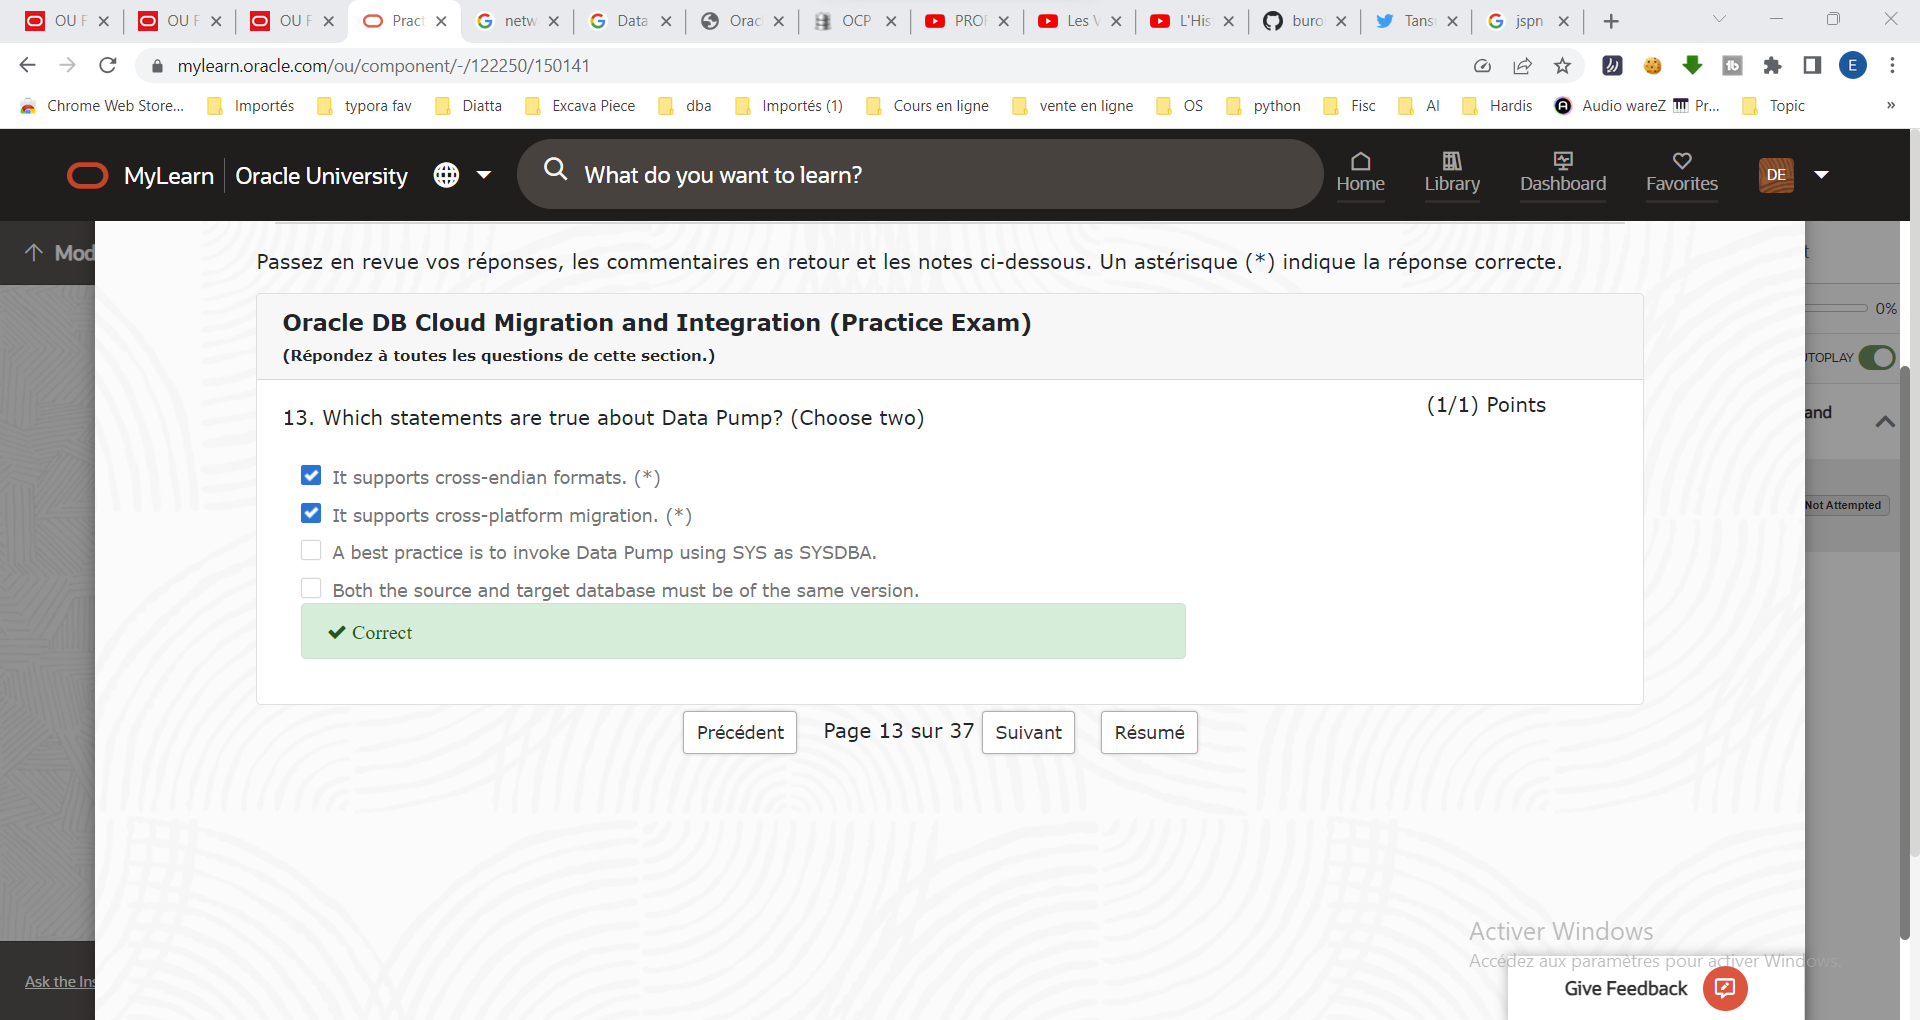 OU F
OU F
OU F
Pract
netw
Data
Orac
OCP
PROF
Les V
L'His
buro
Tans
jspn
mylearn.oracle.com/ou/component/-/122250/150141
E
Chrome Web Store...
Importés
typora fav
Diatta
Excava Piece
dba
Importés (1)
Cours en ligne
vente en ligne
OS
python
Fisc
AI
Hardis
Audio wareZ
Pr...
Topic
»
MyLearn
Oracle University
What do you want to learn?
Home
Library
Dashboard
Favorites
DE
Mod
Passez en revue vos réponses, les commentaires en retour et les notes ci-dessous. Un astérisque (*) indique la réponse correcte.
t
0%
Oracle DB Cloud Migration and Integration (Practice Exam)
(Répondez à toutes les questions de cette section.)
TOPLAY
13. Which statements are true about Data Pump? (Choose two)
(1/1) Points
and
It supports cross-endian formats. (*)
It supports cross-platform migration. (*)
Not Attempted
A best practice is to invoke Data Pump using SYS as SYSDBA.
Both the source and target database must be of the same version.
Correct
Précédent
Page 13 sur 37
Suivant
Résumé
Activer Windows
Accédez aux paramètres pour activer Windows.
Ask the Ins
Give Feedback